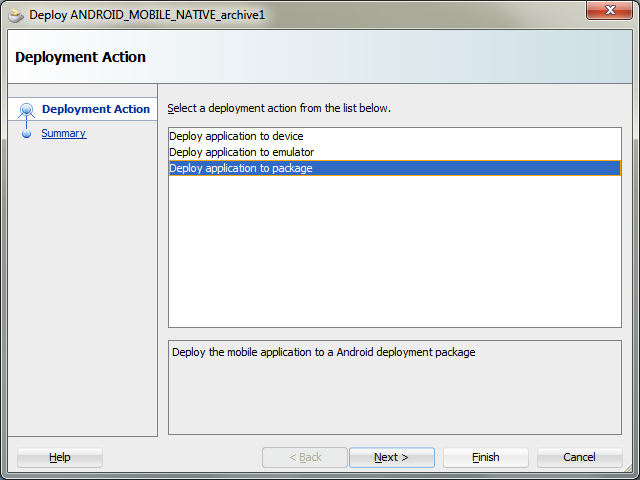 Deploy ANDROID_MOBILE_NATIVE_archive1
Deployment Action
Deployment Action
Summary
Select a deployment action from the list below.
Deploy application to device
Deploy application to emulator
Deploy application to package
Deploy the mobile application to a Android deployment package
Help
< Back
Next >
Finish
Cancel